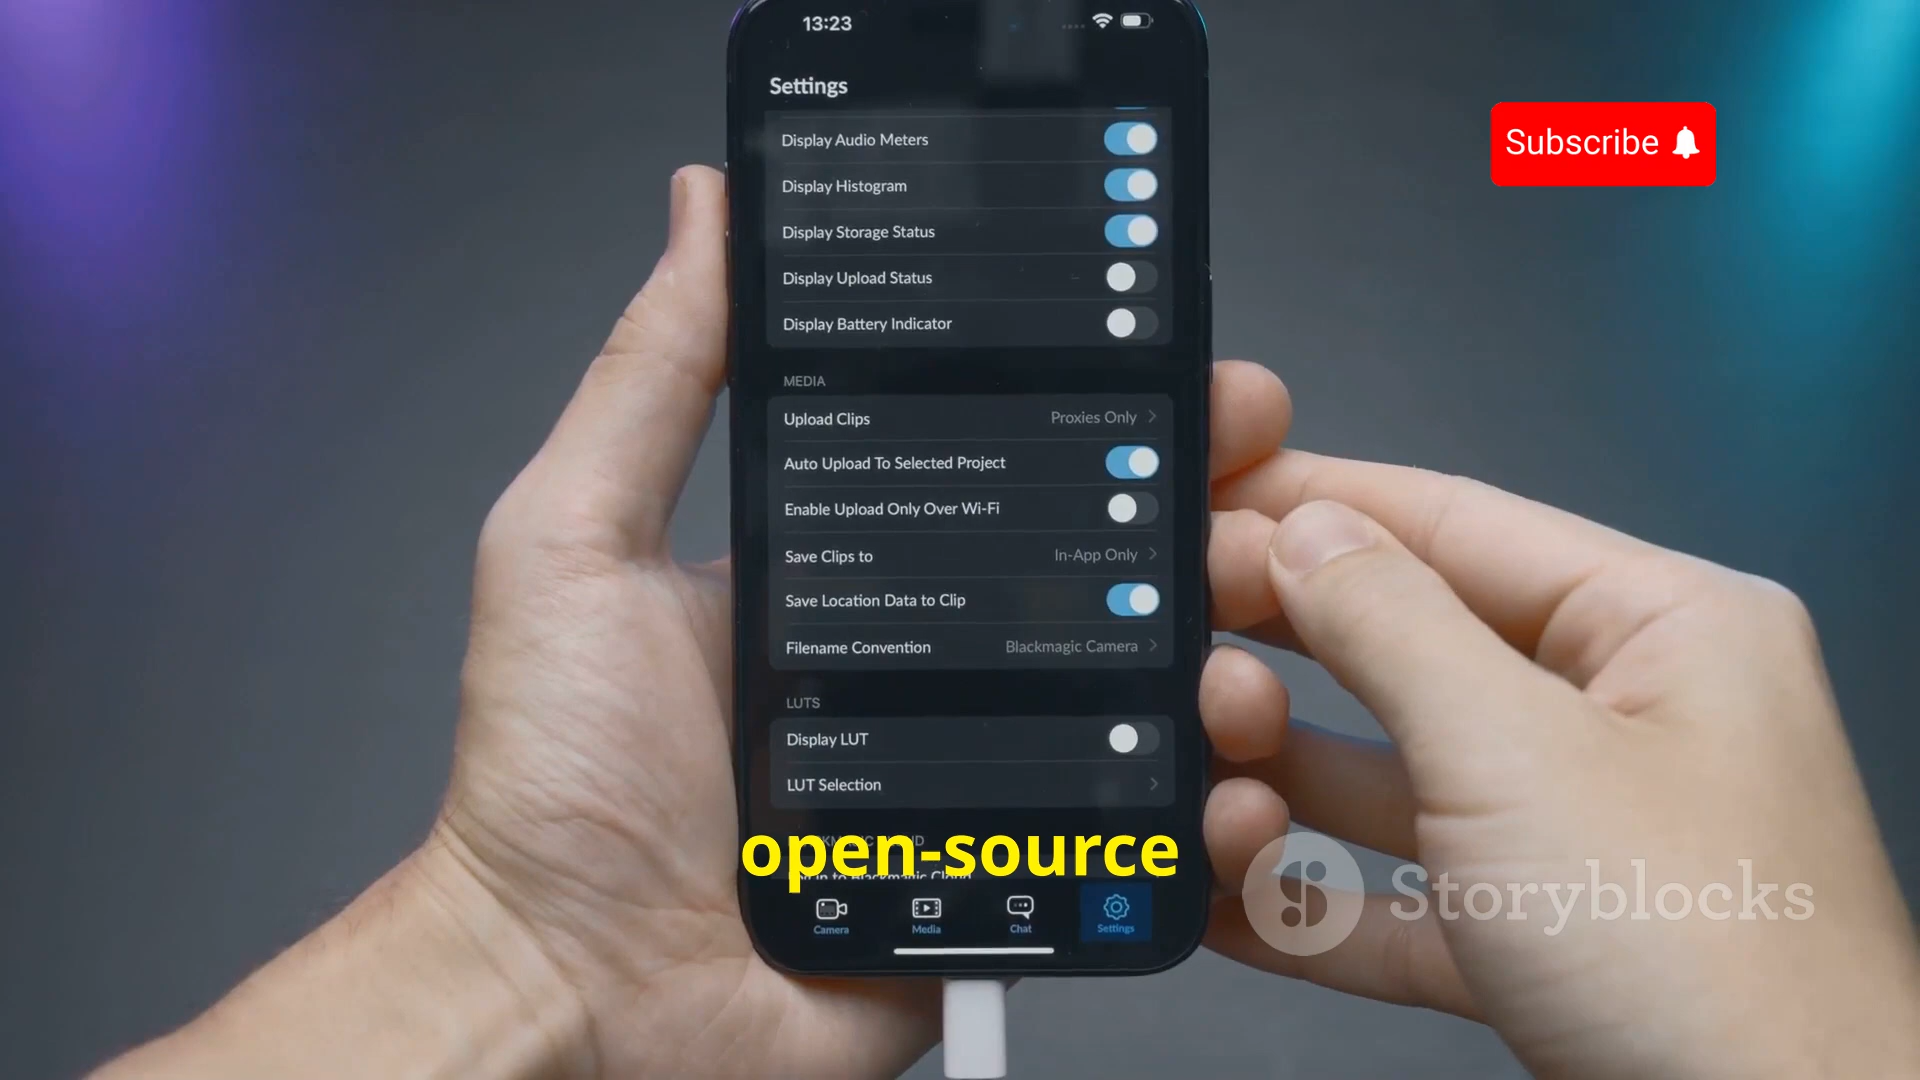 13:23
Settings
Subscribe
Display Audio Meters
Display Histogram
Display Storage Status
Display Upload Status
Display Battery Indicator
MEDIA
Upload Clips Proxies Only
Auto Upload To Selected Project
Enable Upload Only Over Wi-Fi
Save Clips to In-App Only
Save Location Data to Clip
Filename Convention Blackmagic Camera
LUTS
Display LUT
LUT Selection
open-source
Storyblocks
Camera Media Chat Settings